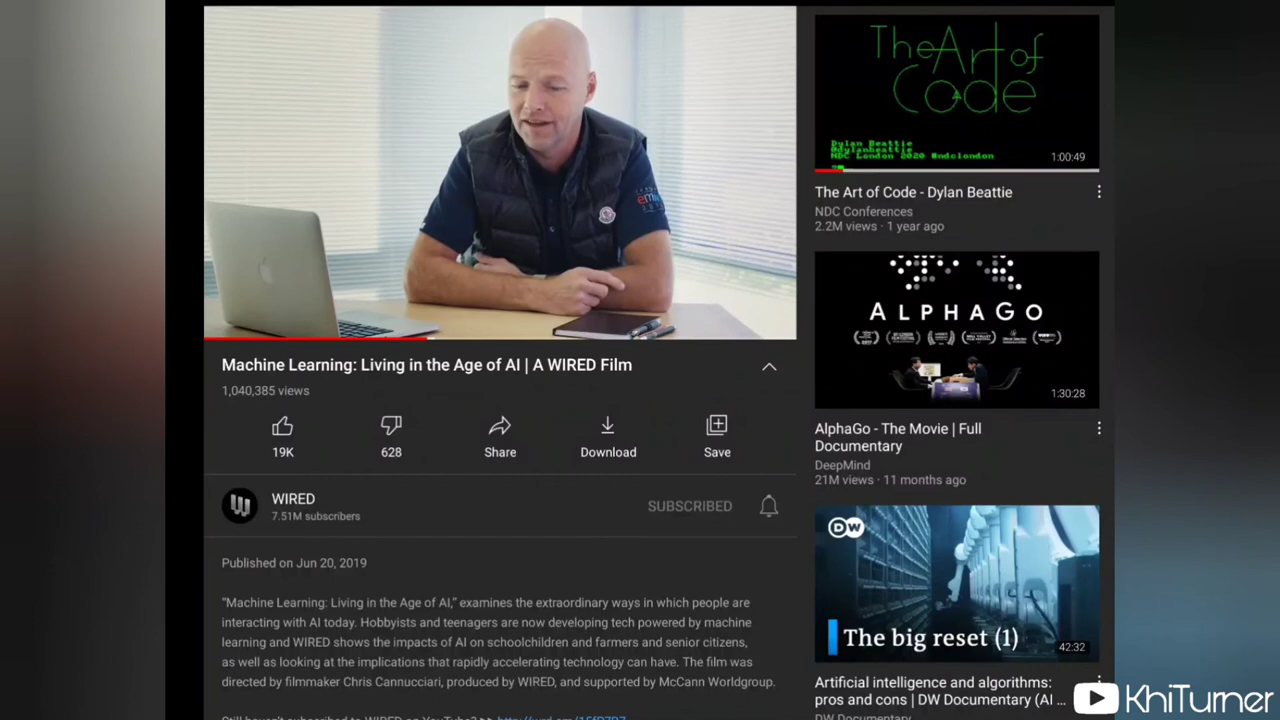 Machine Learning: Living in the Age of AI | A WIRED Film
1,040,385 views
19K
628
Share
Download
Save
WIRED
7.51M subscribers
SUBSCRIBED
Published on Jun 20, 2019
“Machine Learning: Living in the Age of AI,” examines the extraordinary ways in which people are
interacting with AI today. Hobbyists and teenagers are now developing tech powered by machine
learning and WIRED shows the impacts of AI on schoolchildren and farmers and senior citizens,
as well as looking at the implications that rapidly accelerating technology can have. The film was
directed by filmmaker Chris Cannucciari, produced by WIRED, and supported by McCann Worldgroup.
The Art of
Code
Dylan Beattie
@dylanbeattie
NDC London 2020 #ndclondon
1:00:49
The Art of Code - Dylan Beattie
NDC Conferences
2.2M views · 1 year ago
ALPHAGO
1:30:28
AlphaGo - The Movie | Full
Documentary
DeepMind
21M views · 11 months ago
DW
The big reset (1)
42:32
Artificial intelligence and algorithms:
pros and cons | DW Documentary (AI ...
DW Documentary
KhiTurner